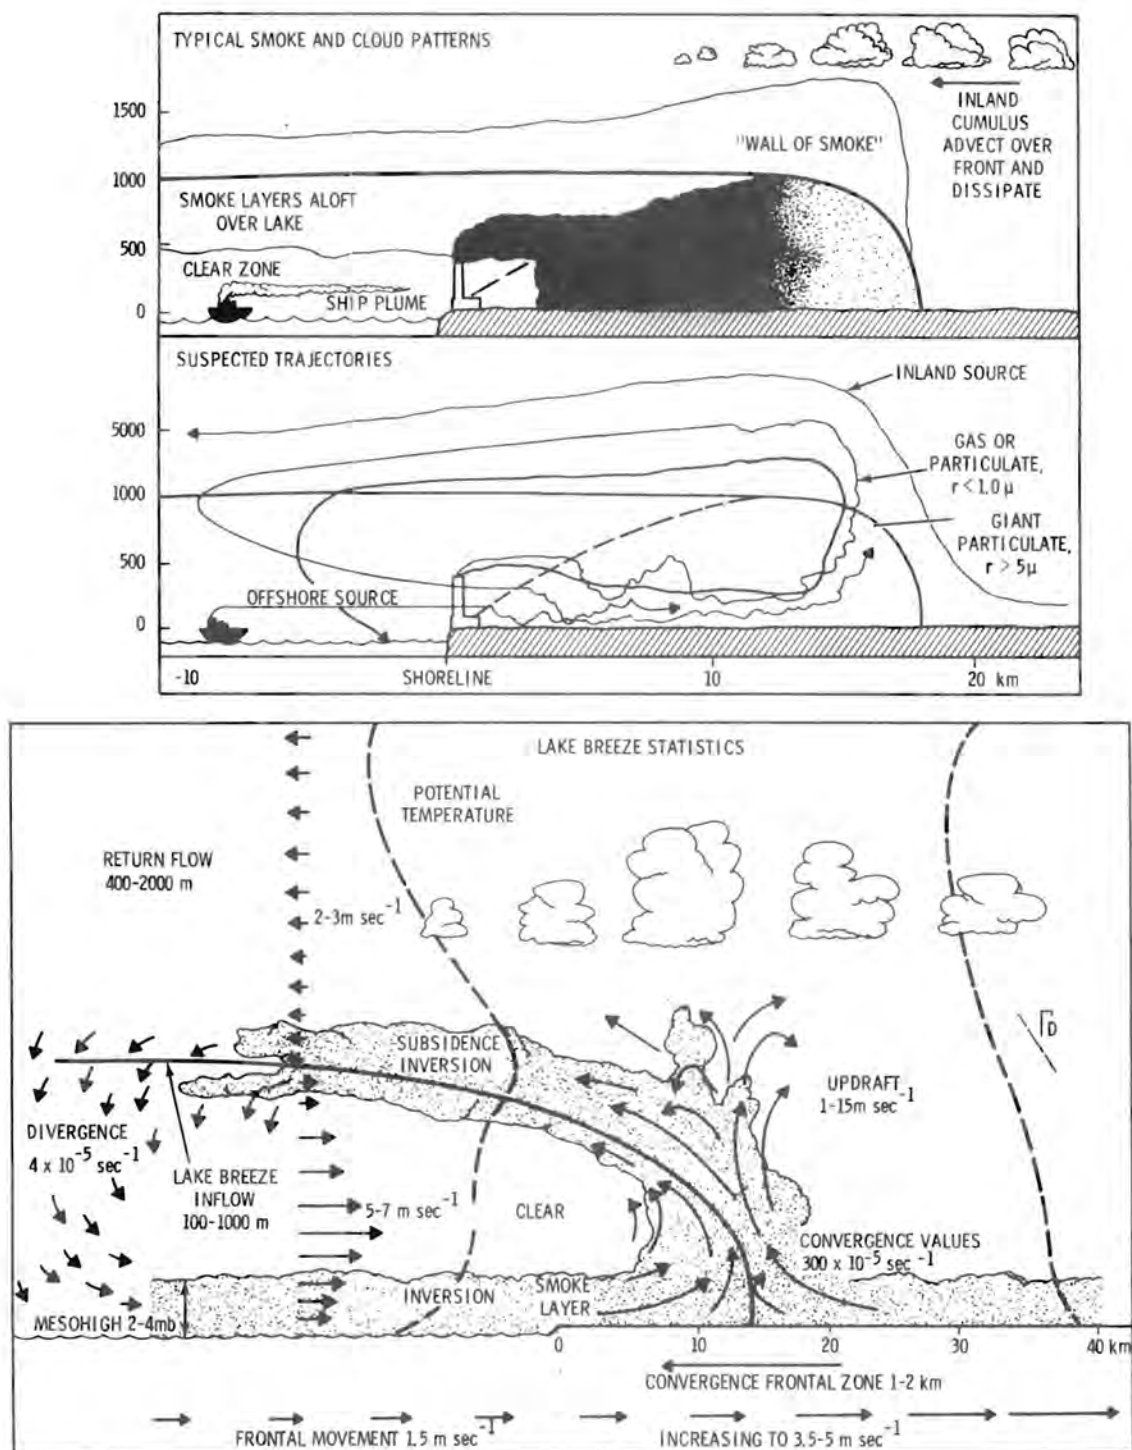 TYPICAL SMOKE AND CLOUD PATTERNS
1500
1000
500
0
"WALL OF SMOKE"
INLAND
CUMULUS
ADVECT OVER
FRONT AND
DISSIPATE
SMOKE LAYERS ALOFT
OVER LAKE
CLEAR ZONE
SHIP PLUME
SUSPECTED TRAJECTORIES
5000
1000
500
0
INLAND SOURCE
GAS OR
PARTICULATE,
r < 1.0 μ
GIANT
PARTICULATE,
r > 5μ
OFFSHORE SOURCE
-10
SHORELINE
10
20 km
LAKE BREEZE STATISTICS
POTENTIAL
TEMPERATURE
RETURN FLOW
400-2000 m
2-3m sec⁻¹
SUBSIDENCE
INVERSION
ΓD
UPDRAFT
1-15m sec⁻¹
DIVERGENCE
4 x 10⁻⁵ sec⁻¹
LAKE BREEZE
INFLOW
100-1000 m
5-7 m sec⁻¹
CLEAR
CONVERGENCE VALUES
300 x 10⁻⁵ sec⁻¹
INVERSION
SMOKE
LAYER
MESOHIGH 2-4mb
0
10
20
30
40 km
CONVERGENCE FRONTAL ZONE 1-2 km
FRONTAL MOVEMENT 1.5 m sec⁻¹
INCREASING TO 3.5-5 m sec⁻¹